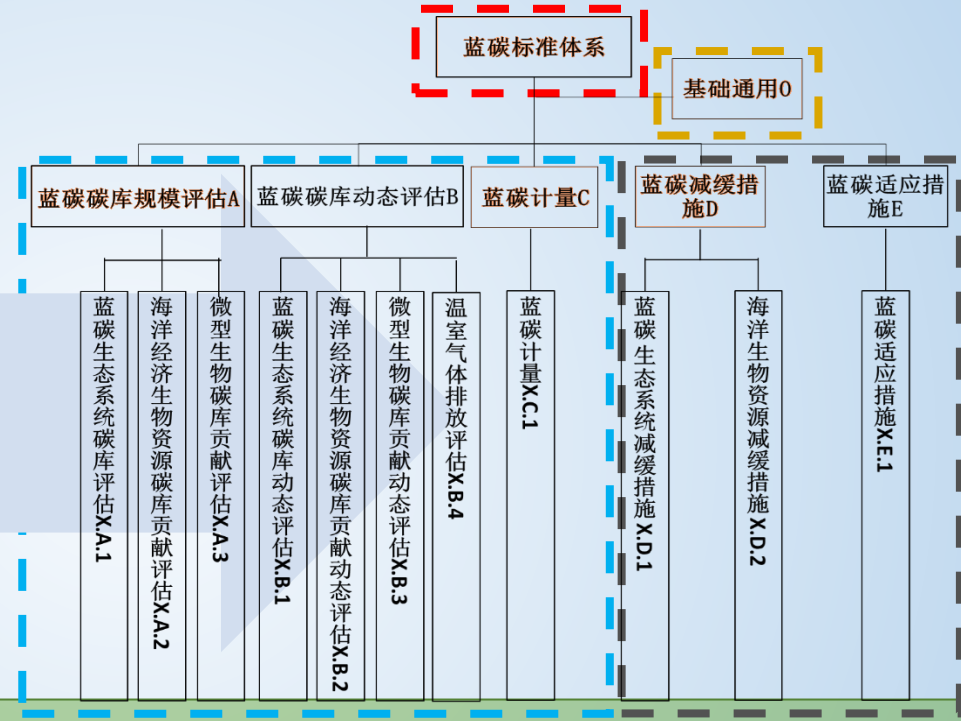 蓝碳标准体系
基础通用0
蓝碳碳库规模评估A
蓝碳碳库动态评估B
蓝碳计量C
蓝碳减缓措
施D
蓝碳适应措
施E
蓝碳生态系统碳库评估X.A.1
海洋经济生物资源碳库贡献评估X.A.2
微型生物碳库贡献评估X.A.3
蓝碳生态系统碳库动态评估X.B.1
海洋经济生物资源碳库贡献动态评估X.B.2
微型生物碳库贡献动态评估X.B.3
温室气体排放评估X.B.4
蓝碳计量X.C.1
蓝碳生态系统减缓措施X.D.1
海洋生物资源减缓措施X.D.2
蓝碳适应措施X.E.1